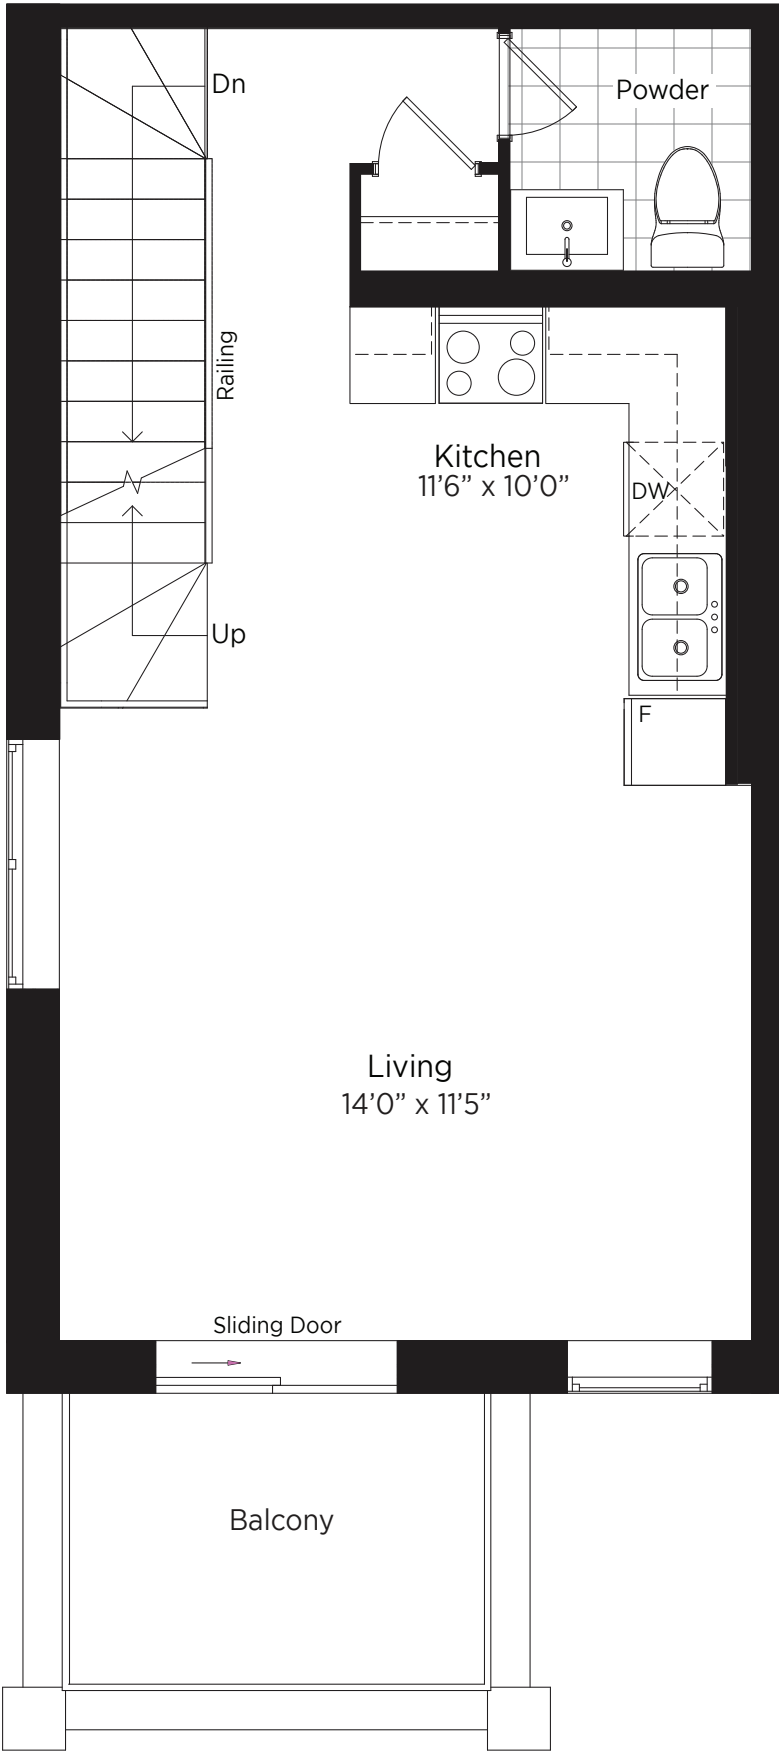 Dn
Powder
Railing
Kitchen
11’6” x 10’0”
DW
Up
F
Living
14’0” x 11’5”
Sliding Door
Balcony